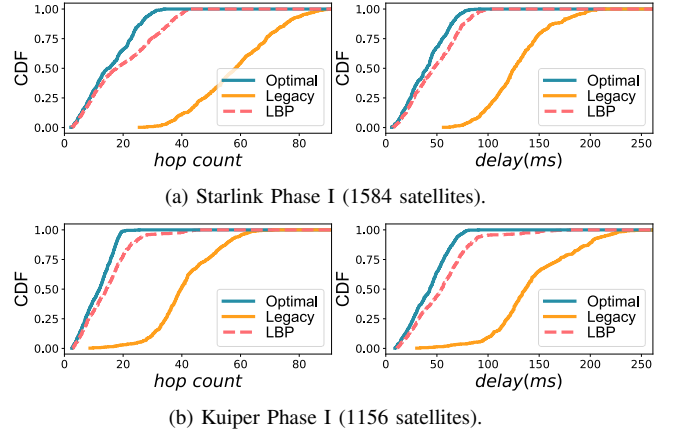 1.00
0.75
0.50
0.25
0.00
CDF
Optimal
Legacy
LBP
0 20 40 60 80
hop count
1.00
0.75
0.50
0.25
0.00
CDF
Optimal
Legacy
LBP
0 50 100 150 200 250
delay(ms)
(a) Starlink Phase I (1584 satellites).
1.00
0.75
0.50
0.25
0.00
CDF
Optimal
Legacy
LBP
0 20 40 60 80
hop count
1.00
0.75
0.50
0.25
0.00
CDF
Optimal
Legacy
LBP
0 50 100 150 200 250
delay(ms)
(b) Kuiper Phase I (1156 satellites).